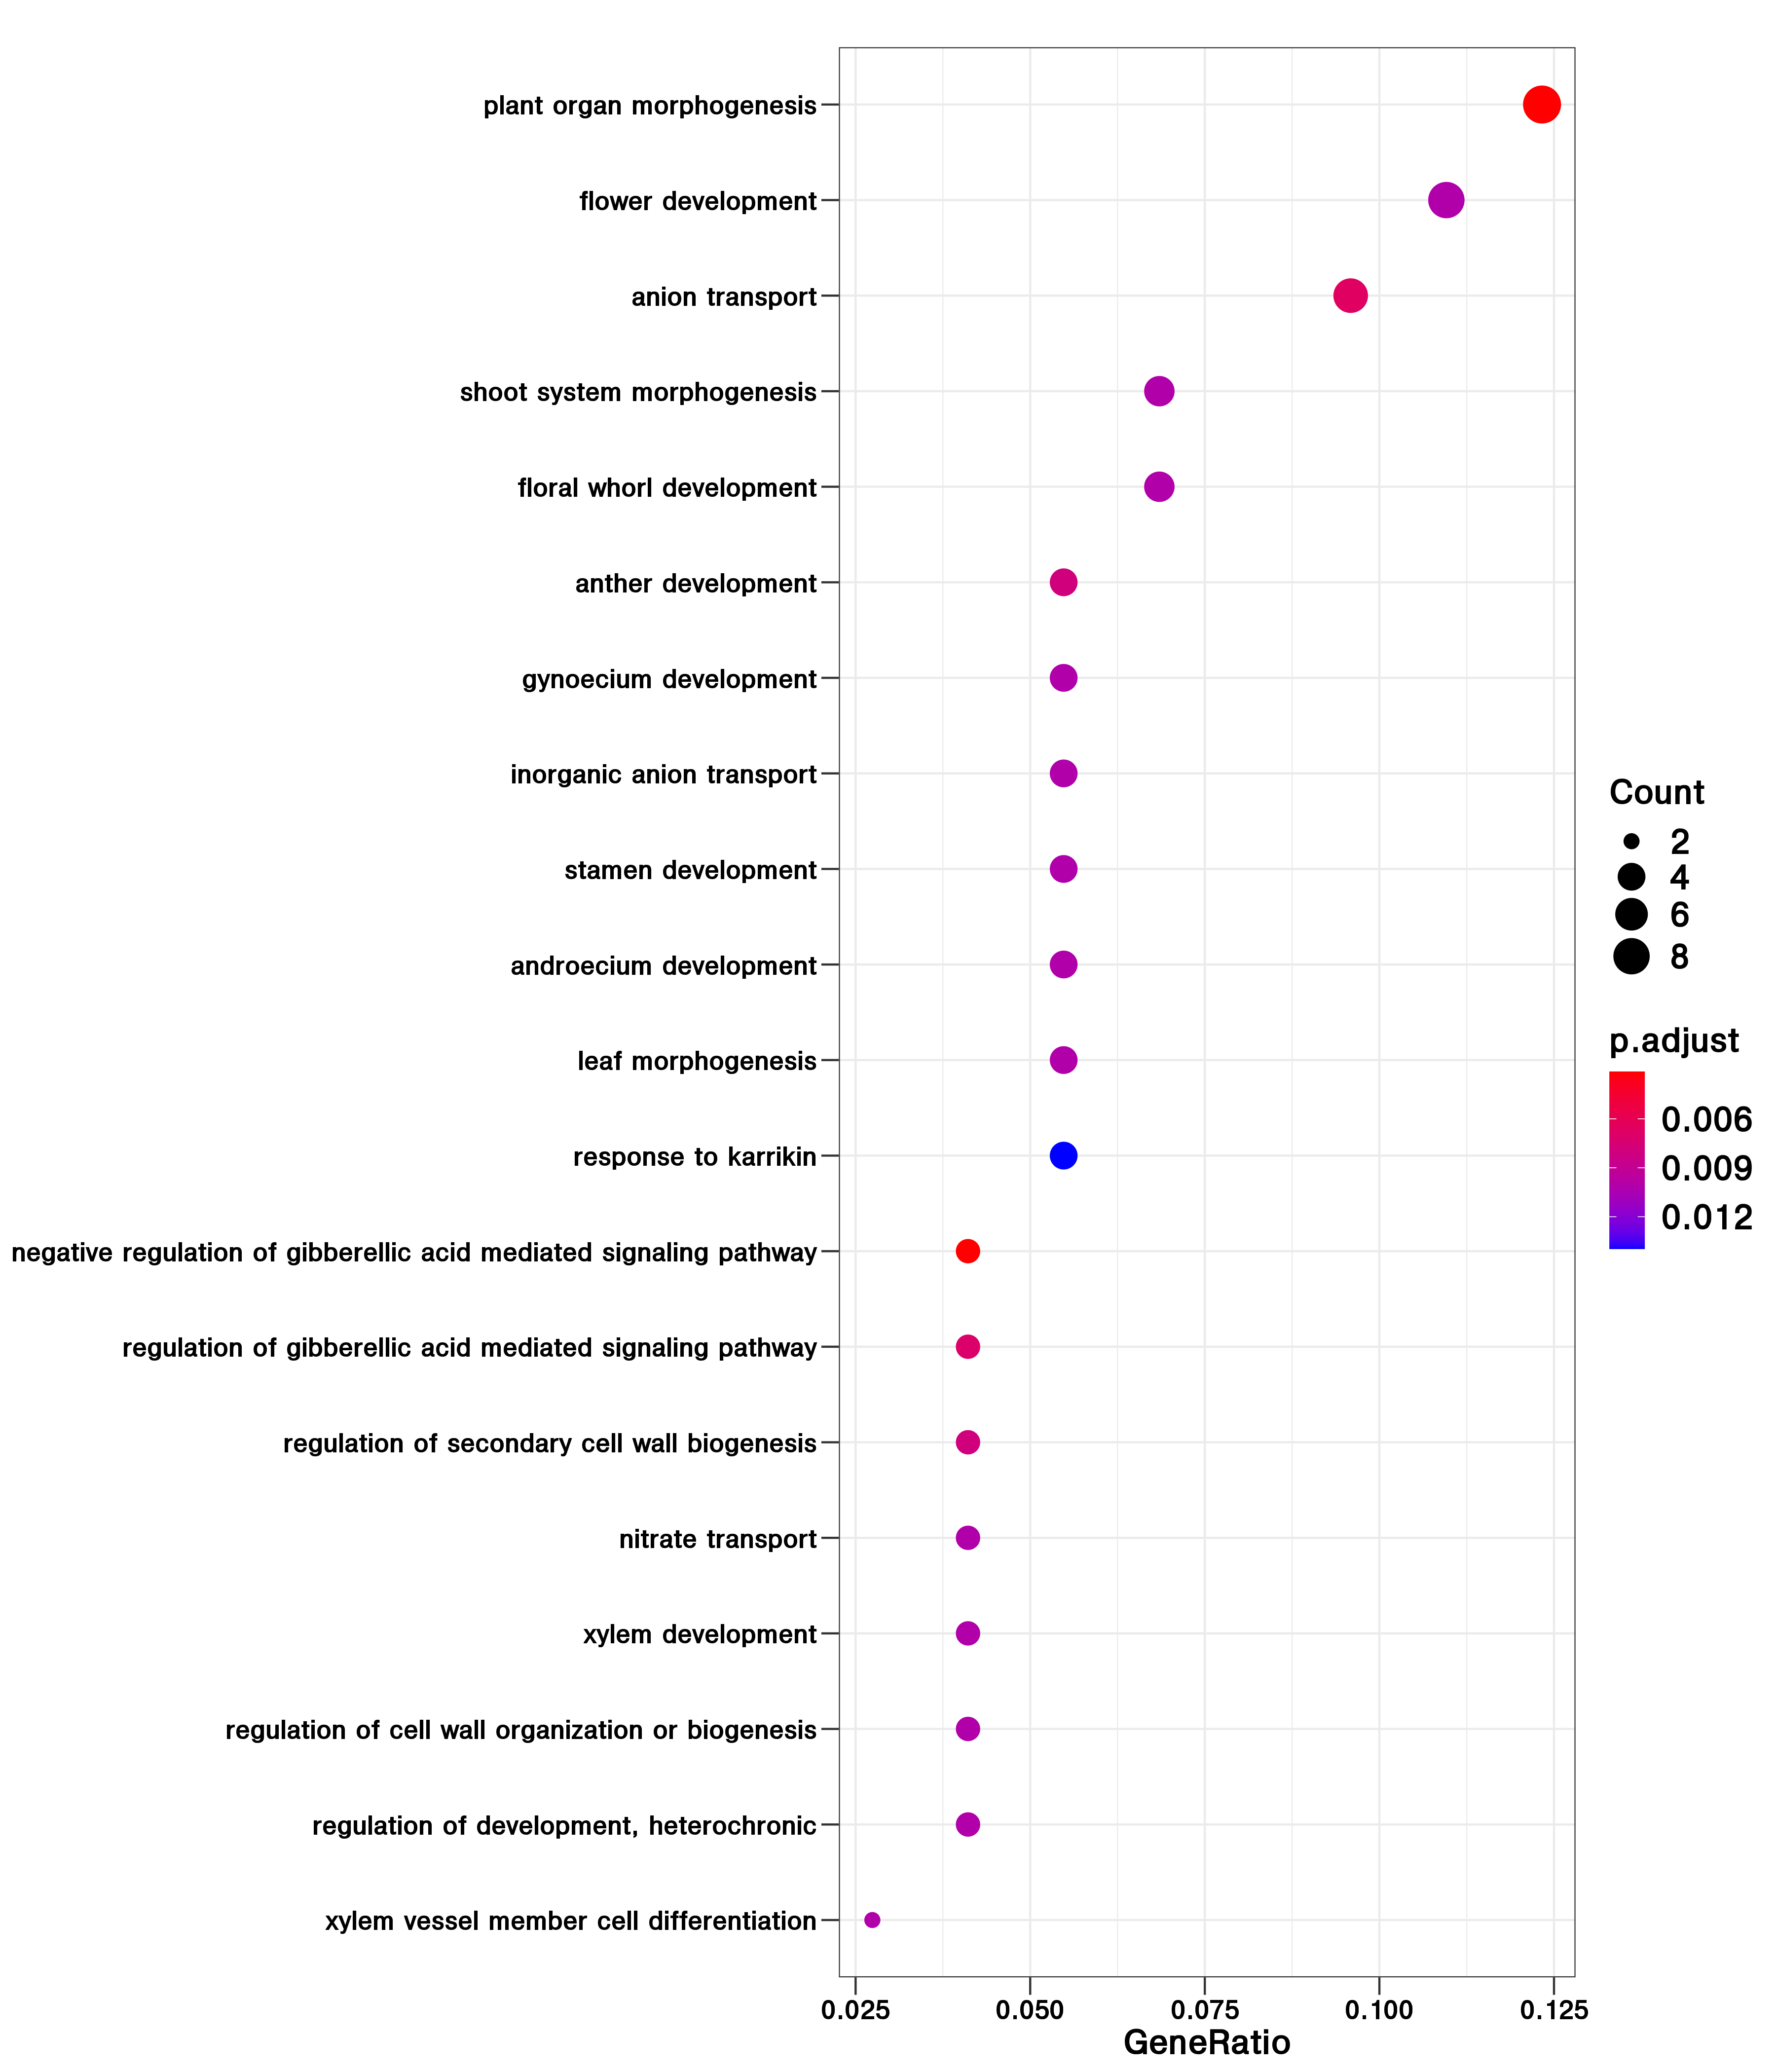 plant organ morphogenesis
flower development
anion transport
shoot system morphogenesis
floral whorl development
anther development
gynoecium development
inorganic anion transport
stamen development
androecium development
leaf morphogenesis
response to karrikin
negative regulation of gibberellic acid mediated signaling pathway
regulation of gibberellic acid mediated signaling pathway
regulation of secondary cell wall biogenesis
nitrate transport
xylem development
regulation of cell wall organization or biogenesis
regulation of development, heterochronic
xylem vessel member cell differentiation
0.025 0.050 0.075 0.100 0.125
GeneRatio
Count
2
4
6
8
p.adjust
0.006
0.009
0.012